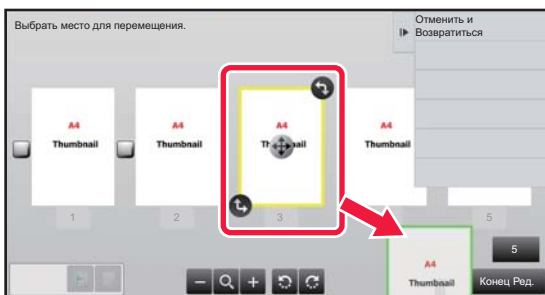 Выбрать место для перемещения.
Отменить и
Возвратиться
A4
Thumbnail
A4
Thumbnail
A4
Thumbnail
A4
Thumbnail
1
2
3
5
5
A4
Thumbnail
Конец Ред.